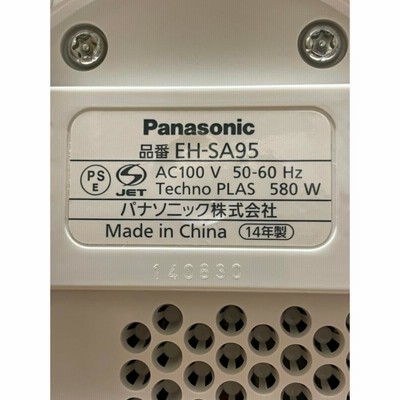 Panasonic
品番 EH-SA95
PS
E
JET
AC100 V 50-60 Hz
Techno PLAS 580 W
パナソニック株式会社
Made in China 14年製
140830